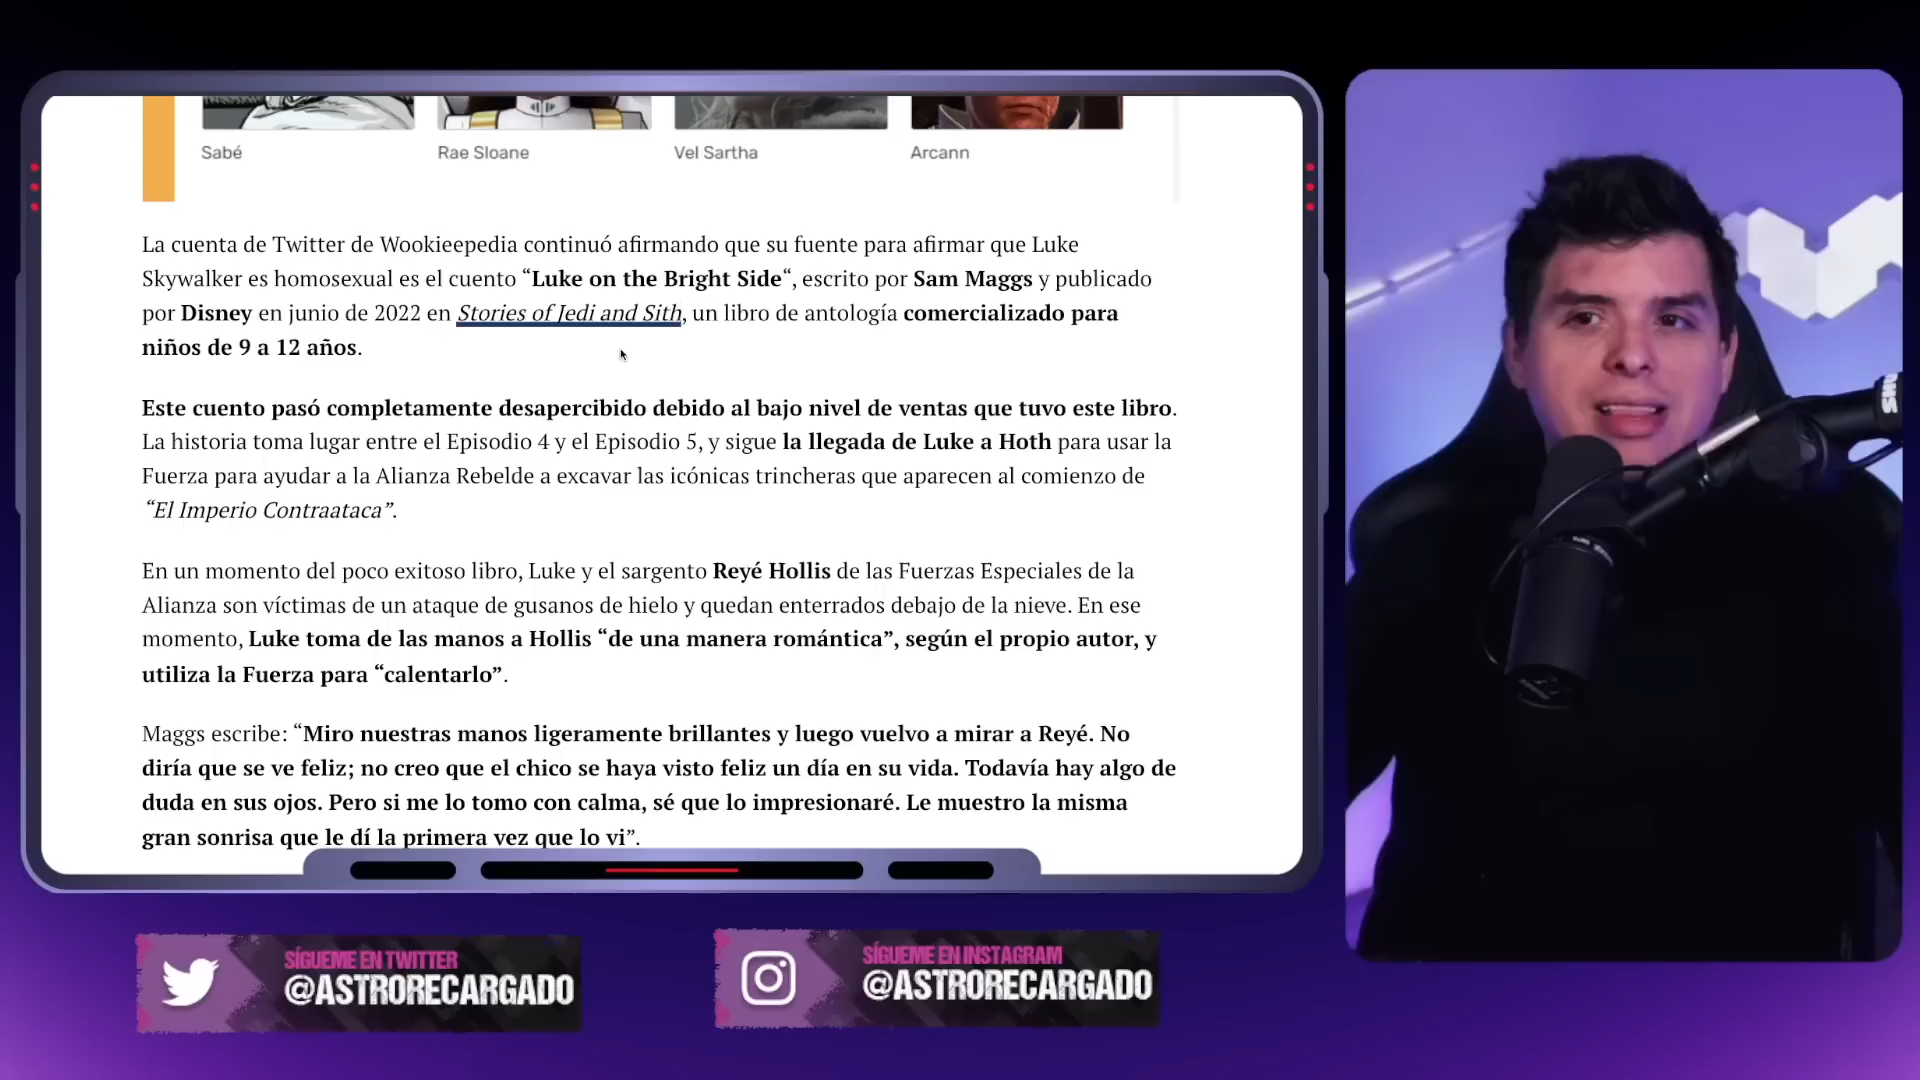 Sabé
Rae Sloane
Vel Sartha
Arcann
La cuenta de Twitter de Wookieepedia continuó afirmando que su fuente para afirmar que Luke
Skywalker es homosexual es el cuento “Luke on the Bright Side“, escrito por Sam Maggs y publicado
por Disney en junio de 2022 en Stories of Jedi and Sith, un libro de antología comercializado para
niños de 9 a 12 años.
Este cuento pasó completamente desapercibido debido al bajo nivel de ventas que tuvo este libro.
La historia toma lugar entre el Episodio 4 y el Episodio 5, y sigue la llegada de Luke a Hoth para usar la
Fuerza para ayudar a la Alianza Rebelde a excavar las icónicas trincheras que aparecen al comienzo de
“El Imperio Contraataca”.
En un momento del poco exitoso libro, Luke y el sargento Reyé Hollis de las Fuerzas Especiales de la
Alianza son víctimas de un ataque de gusanos de hielo y quedan enterrados debajo de la nieve. En ese
momento, Luke toma de las manos a Hollis “de una manera romántica”, según el propio autor, y
utiliza la Fuerza para “calentarlo”.
Maggs escribe: “Miro nuestras manos ligeramente brillantes y luego vuelvo a mirar a Reyé. No
diría que se ve feliz; no creo que el chico se haya visto feliz un día en su vida. Todavía hay algo de
duda en sus ojos. Pero si me lo tomo con calma, sé que lo impresionaré. Le muestro la misma
gran sonrisa que le dí la primera vez que lo vi”.
SÍGUEME EN TWITTER
@ASTRORECARGADO
SÍGUEME EN INSTAGRAM
@ASTRORECARGADO